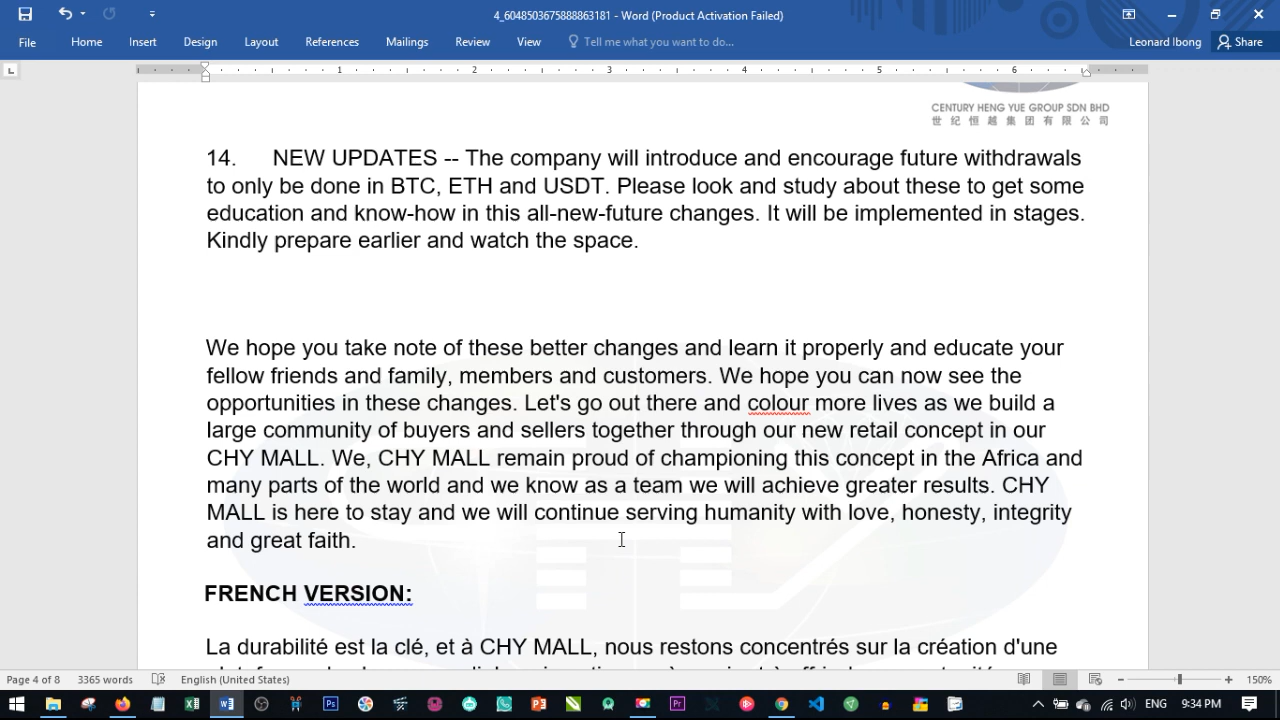 4_6048503675888863181 - Word (Product Activation Failed)
File Home Insert Design Layout References Mailings Review View Tell me what you want to do... Leonard Ibong Share
1 2 3 4 5 6
CENTURY HENG YUE GROUP SDN BHD
世纪恒越集团有限公司
14. NEW UPDATES -- The company will introduce and encourage future withdrawals
to only be done in BTC, ETH and USDT. Please look and study about these to get some
education and know-how in this all-new-future changes. It will be implemented in stages.
Kindly prepare earlier and watch the space.
We hope you take note of these better changes and learn it properly and educate your
fellow friends and family, members and customers. We hope you can now see the
opportunities in these changes. Let's go out there and colour more lives as we build a
large community of buyers and sellers together through our new retail concept in our
CHY MALL. We, CHY MALL remain proud of championing this concept in the Africa and
many parts of the world and we know as a team we will achieve greater results. CHY
MALL is here to stay and we will continue serving humanity with love, honesty, integrity
and great faith.
FRENCH VERSION:
La durabilité est la clé, et à CHY MALL, nous restons concentrés sur la création d'une
Page 4 of 8 3365 words English (United States) 150%
ENG 9:34 PM